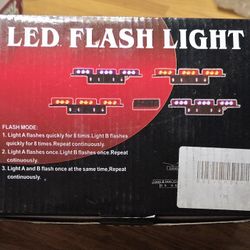 LED FLASH LIGHT
FLASH MODE:
1. Light A flashes quickly for 8 times.Light B flashes
quickly for 8 times.Repeat continuously.
2. Light A flashes once.Light B flashes once.Repeat
continuously.
3. Light A and B flash once at the same time,Repeat
continuously.